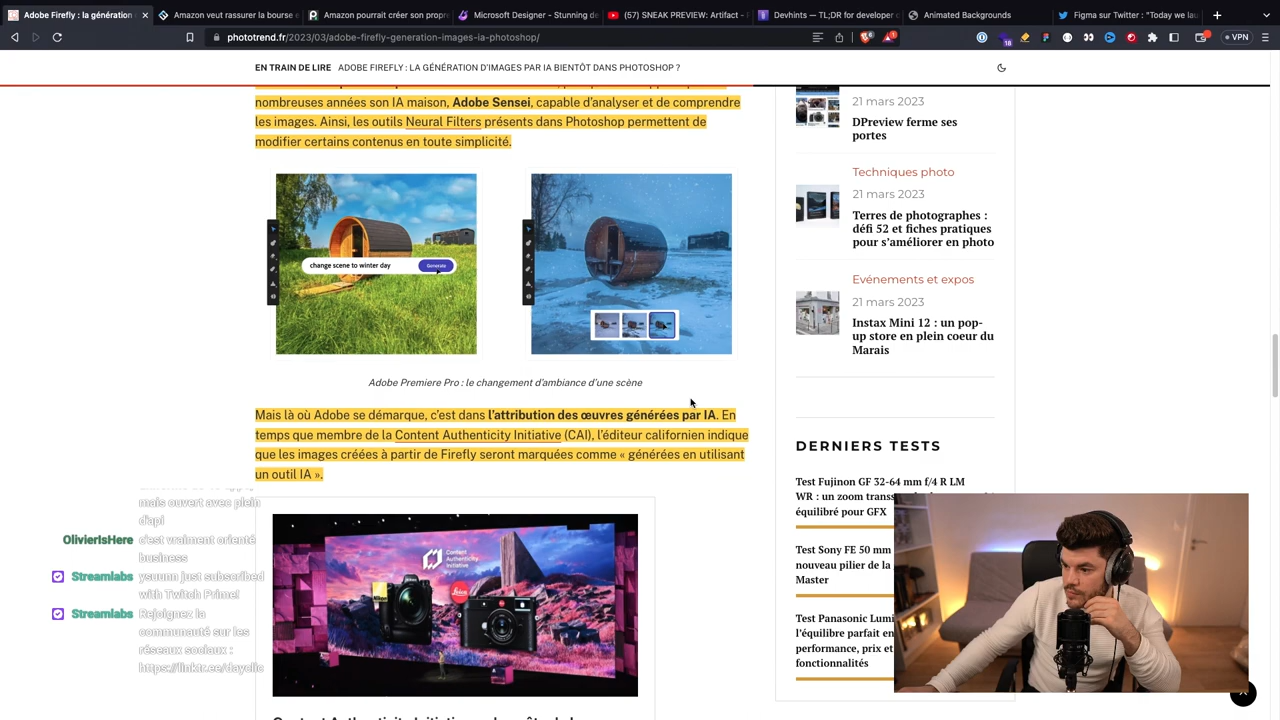 Adobe Firefly : la génération d
Amazon veut rassurer la bourse e
Amazon pourrait créer son propr
Microsoft Designer - Stunning de
(57) SNEAK PREVIEW: Artifact - F
Devhints — TL;DR for developer d
Animated Backgrounds
Figma sur Twitter : "Today we lau
phototrend.fr/2023/03/adobe-firefly-generation-images-ia-photoshop/
VPN
EN TRAIN DE LIRE ADOBE FIREFLY : LA GÉNÉRATION D'IMAGES PAR IA BIENTÔT DANS PHOTOSHOP ?
nombreuses années son IA maison, Adobe Sensei, capable d'analyser et de comprendre
les images. Ainsi, les outils Neural Filters présents dans Photoshop permettent de
modifier certains contenus en toute simplicité.
change scene to winter day
Generate
Adobe Premiere Pro : le changement d'ambiance d'une scène
Mais là où Adobe se démarque, c'est dans l'attribution des œuvres générées par IA. En
temps que membre de la Content Authenticity Initiative (CAI), l'éditeur californien indique
que les images créées à partir de Firefly seront marquées comme « générées en utilisant
un outil IA ».
Content
Authenticity
Initiative
Nikon
Leica
mais ouvert avec plein
d'api
OlivierIsHere c'est vraiment orienté
business
Streamlabs ysuunn just subscribed
with Twitch Prime!
Streamlabs Rejoignez la
communauté sur les
réseaux sociaux :
https://linktr.ee/dayclic
21 mars 2023
DPreview ferme ses
portes
Techniques photo
21 mars 2023
Terres de photographes :
défi 52 et fiches pratiques
pour s'améliorer en photo
Evénements et expos
21 mars 2023
Instax Mini 12 : un pop-
up store en plein coeur du
Marais
DERNIERS TESTS
Test Fujinon GF 32-64 mm f/4 R LM
WR : un zoom transs
équilibré pour GFX
Test Sony FE 50 mm
nouveau pilier de la
Master
Test Panasonic Lumi
l'équilibre parfait en
performance, prix et
fonctionnalités